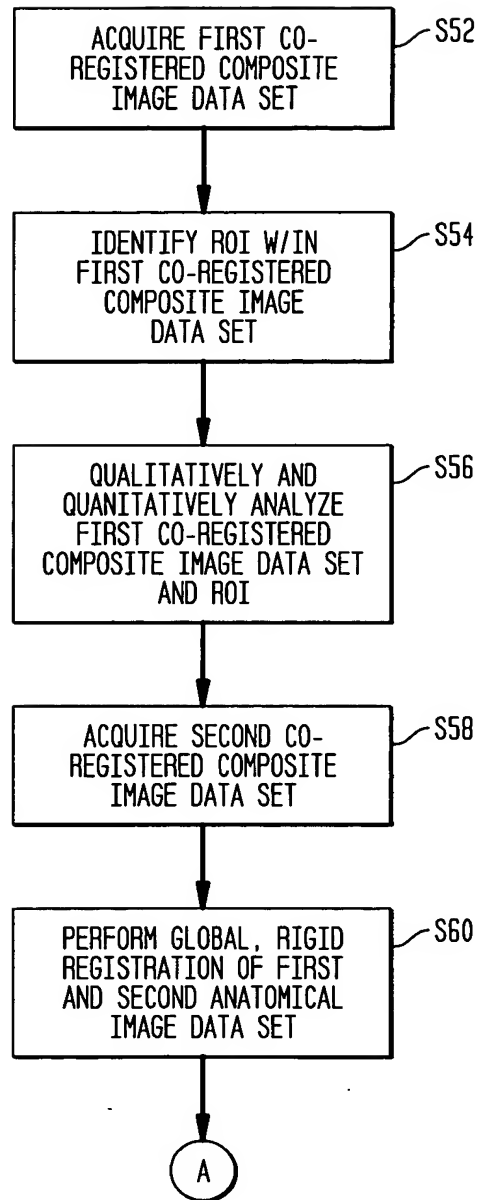 ACQUIRE FIRST CO-
REGISTERED COMPOSITE
IMAGE DATA SET
S52
IDENTIFY ROI W/IN
FIRST CO-REGISTERED
COMPOSITE IMAGE
DATA SET
S54
QUALITATIVELY AND
QUANITATIVELY ANALYZE
FIRST CO-REGISTERED
COMPOSITE IMAGE DATA SET
AND ROI
S56
ACQUIRE SECOND CO-
REGISTERED COMPOSITE
IMAGE DATA SET
S58
PERFORM GLOBAL, RIGID
REGISTRATION OF FIRST
AND SECOND ANATOMICAL
IMAGE DATA SET
S60
A